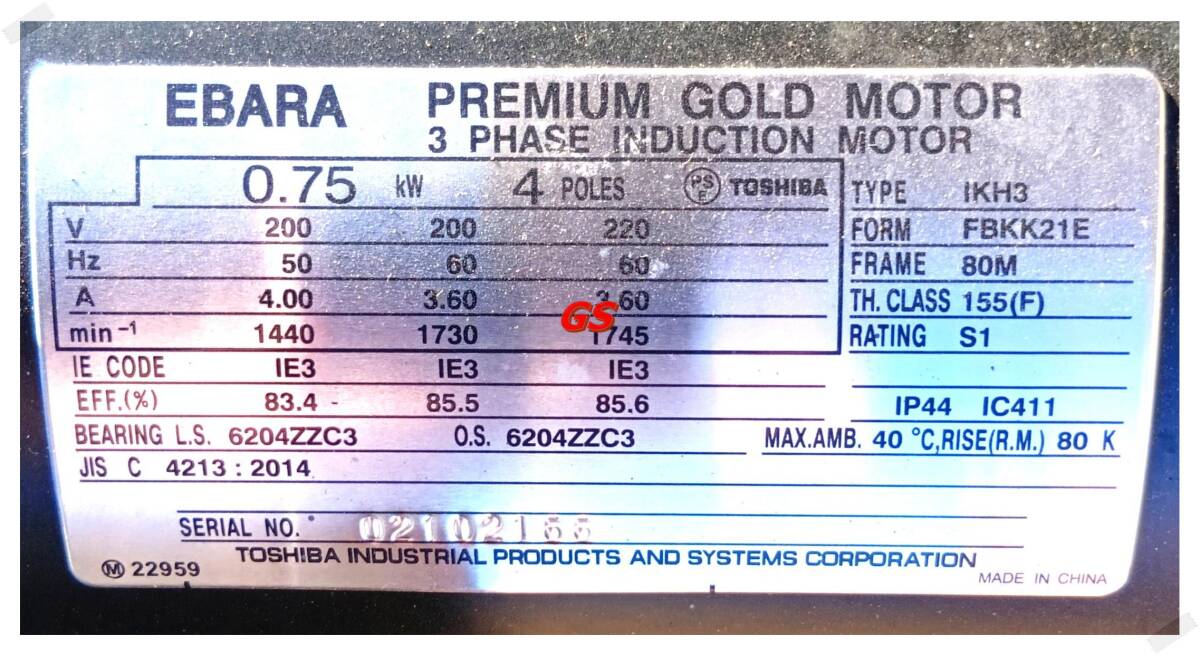 EBARA PREMIUM GOLD MOTOR
3 PHASE INDUCTION MOTOR
0.75 kW 4 POLES PSE TOSHIBA TYPE IKH3
V 200 200 220 FORM FBKK21E
Hz 50 60 60 FRAME 80M
A 4.00 3.60 3.60 TH. CLASS 155(F)
GS
min⁻¹ 1440 1730 1745 RATING S1
IE CODE IE3 IE3 IE3
EFF.(%) 83.4 - 85.5 85.6 IP44 IC411
BEARING L.S. 6204ZZC3 O.S. 6204ZZC3 MAX.AMB. 40 °C,RISE(R.M.) 80 K
JIS C 4213 : 2014
SERIAL NO.
TOSHIBA INDUSTRIAL PRODUCTS AND SYSTEMS CORPORATION
Ⓜ 22959
MADE IN CHINA